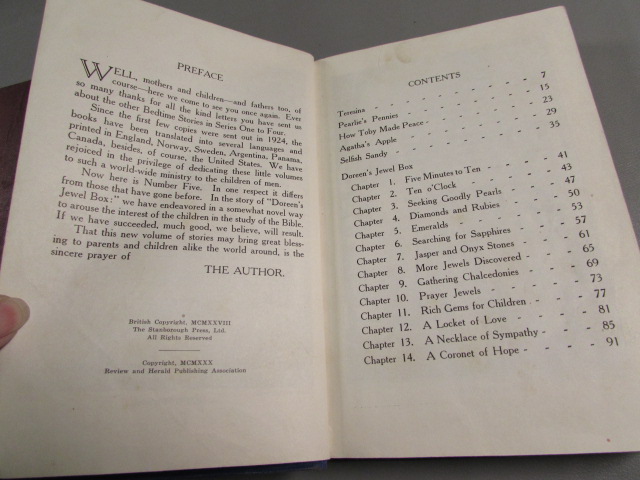 PREFACE
WELL, mothers and children—and fathers too, of
course—here we come to see you once again. Ever
so many thanks for all the kind letters you have sent us
about the other Bedtime Stories in Series One to Four.
Since the first few copies were sent out in 1924, the
books have been translated into several languages and
printed in England, Norway, Sweden, Argentina, Panama,
Canada, besides, of course, the United States. We have
rejoiced in the privilege of dedicating these little volumes
to such a world-wide ministry to the children of men.
Now here is Number Five. In one respect it differs
from those that have gone before. In the story of "Doreen's
Jewel Box:" we have endeavored in a somewhat novel way
to arouse the interest of the children in the study of the Bible.
If we have succeeded, much good, we believe, will result.
That this new volume of stories may bring great bless-
ing to parents and children alike the world around, is the
sincere prayer of
THE AUTHOR.
British Copyright, MCMXXVIII
The Stanborough Press, Ltd.
All Rights Reserved
Copyright, MCMXXX
Review and Herald Publishing Association
CONTENTS
Teresina - - - - - - - 7
Pearlie's Pennies - - - - - - 15
How Toby Made Peace - - - - - 23
Agatha's Apple - - - - - - 29
Selfish Sandy - - - - - - 35
Doreen's Jewel Box
Chapter 1. Five Minutes to Ten - - - - 41
Chapter 2. Ten o'Clock - - - - - 43
Chapter 3. Seeking Goodly Pearls - - - - 47
Chapter 4. Diamonds and Rubies - - - - 50
Chapter 5. Emeralds - - - - - 53
Chapter 6. Searching for Sapphires - - - 57
Chapter 7. Jasper and Onyx Stones - - - 61
Chapter 8. More Jewels Discovered - - - 65
Chapter 9. Gathering Chalcedonies - - - 69
Chapter 10. Prayer Jewels - - - - 73
Chapter 11. Rich Gems for Children - - - 77
Chapter 12. A Locket of Love - - - - 81
Chapter 13. A Necklace of Sympathy - - - 85
Chapter 14. A Coronet of Hope - - - - 91